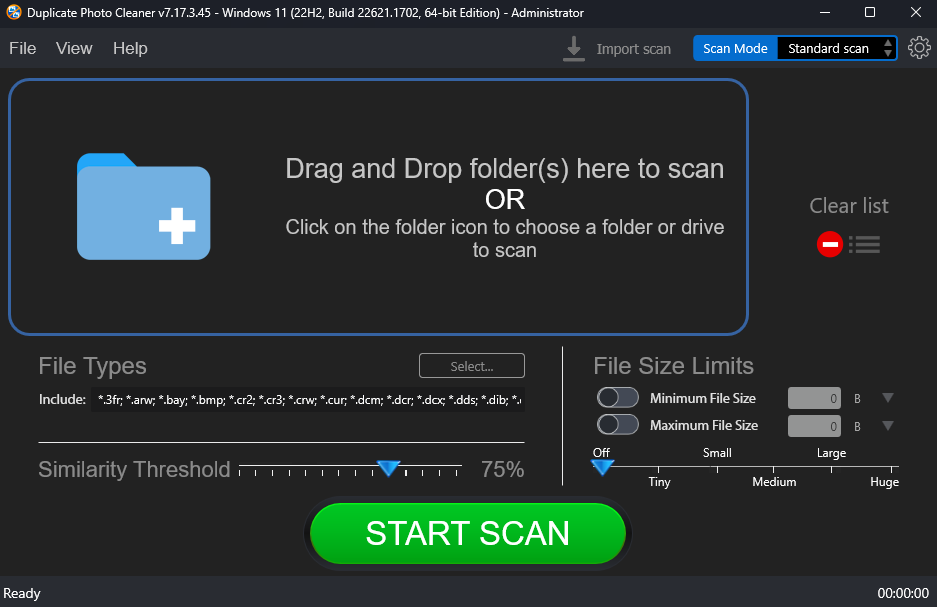 Duplicate Photo Cleaner v7.17.3.45 - Windows 11 (22H2, Build 22621.1702, 64-bit Edition) - Administrator
File View Help Import scan Scan Mode Standard scan
Drag and Drop folder(s) here to scan
OR
Click on the folder icon to choose a folder or drive
to scan
Clear list
File Types Select...
Include: *.3fr; *.arw; *.bay; *.bmp; *.cr2; *.cr3; *.crw; *.cur; *.dcm; *.dcr; *.dcx; *.dds; *.dib; *.
Similarity Threshold 75%
File Size Limits
Minimum File Size 0 B
Maximum File Size 0 B
Off Small Large
Tiny Medium Huge
START SCAN
Ready 00:00:00